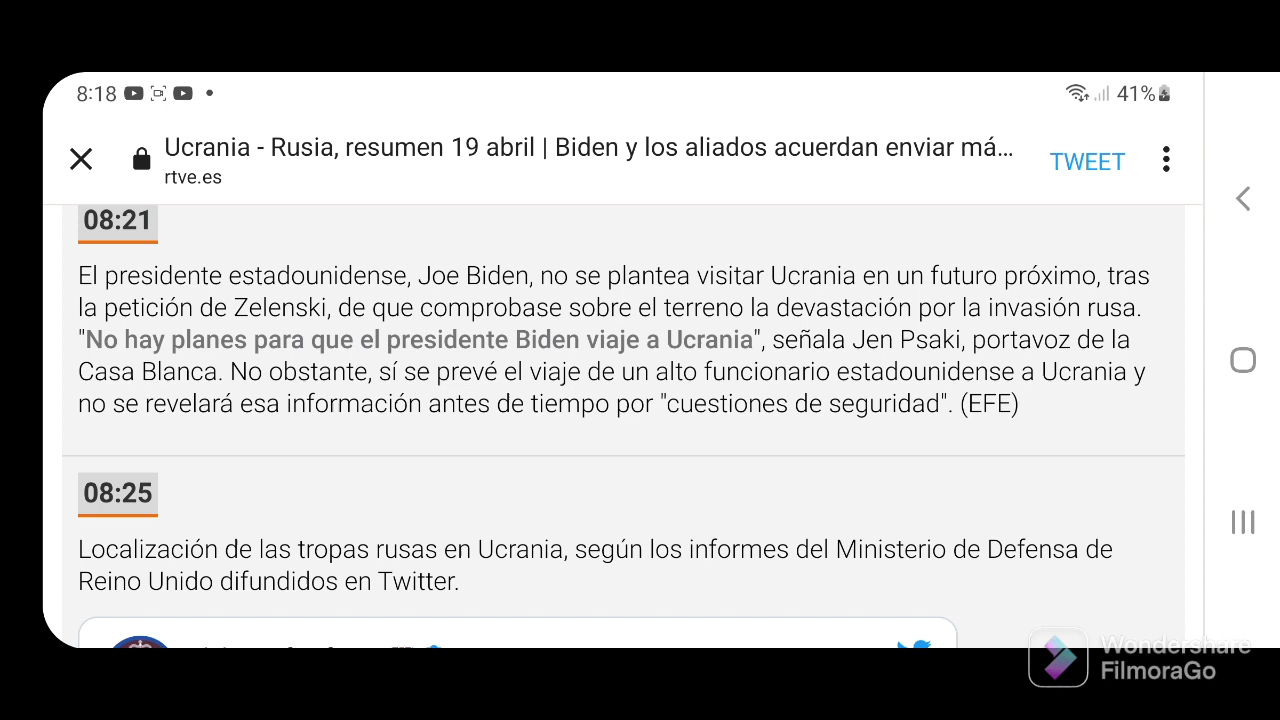 8:18
41%
Ucrania - Rusia, resumen 19 abril | Biden y los aliados acuerdan enviar má...
rtve.es
TWEET
08:21
El presidente estadounidense, Joe Biden, no se plantea visitar Ucrania en un futuro próximo, tras
la petición de Zelenski, de que comprobase sobre el terreno la devastación por la invasión rusa.
"No hay planes para que el presidente Biden viaje a Ucrania", señala Jen Psaki, portavoz de la
Casa Blanca. No obstante, sí se prevé el viaje de un alto funcionario estadounidense a Ucrania y
no se revelará esa información antes de tiempo por "cuestiones de seguridad". (EFE)
08:25
Localización de las tropas rusas en Ucrania, según los informes del Ministerio de Defensa de
Reino Unido difundidos en Twitter.
Wondershare
FilmoraGo